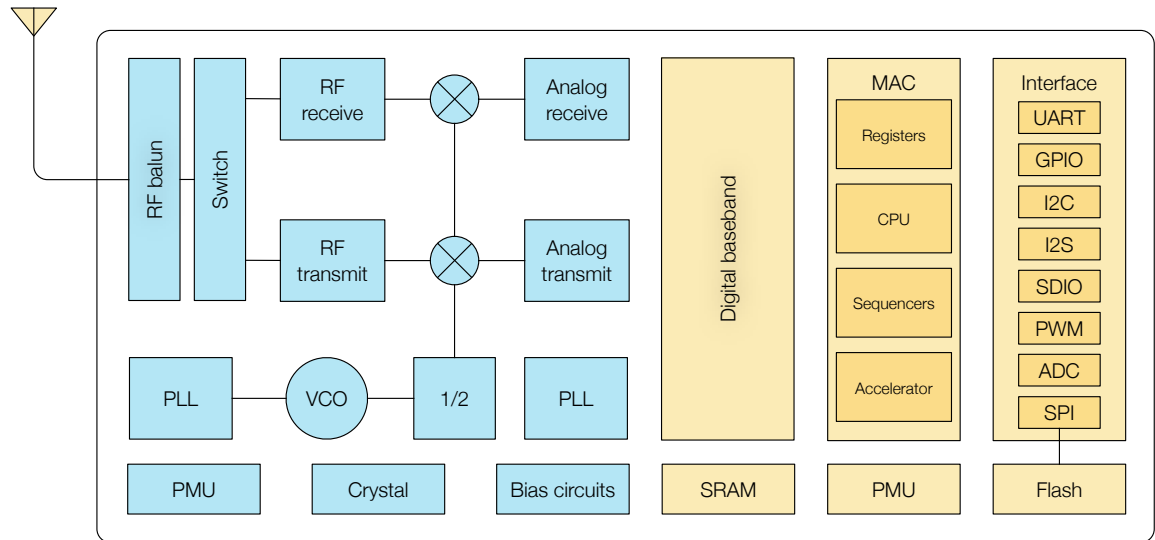 RF balun
Switch
RF
receive
Analog
receive
RF
transmit
Analog
transmit
PLL
VCO
1/2
PLL
PMU
Crystal
Bias circuits
Digital baseband
SRAM
MAC
Registers
CPU
Sequencers
Accelerator
PMU
Interface
UART
GPIO
I2C
I2S
SDIO
PWM
ADC
SPI
Flash